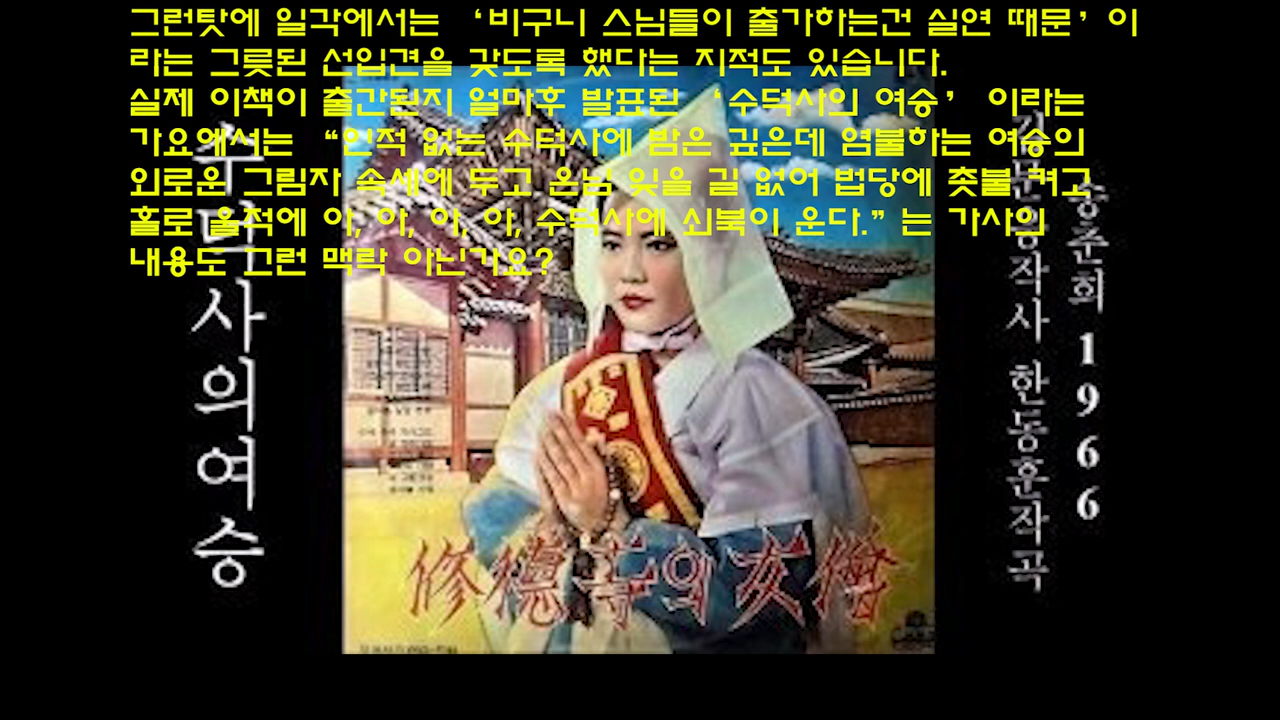 그런탓에 일각에서는 ‘비구니 스님들이 출가하는건 실연 때문’ 이
라는 그릇된 선입견을 갖도록 했다는 지적도 있습니다.
실제 이책이 출간된지 얼마후 발표된 ‘수덕사의 여승’ 이라는
가요에서는 “인적 없는 수덕사에 밤은 깊은데 염불하는 여승의
외로운 그림자 속세에 두고 온님 잊을 길 없어 법당에 촛불 켜고
홀로 울적에 아, 아, 아, 아, 수덕사에 쇠북이 운다.” 는 가사의
내용도 그런 맥락 아닌가요?
수덕사의여승
修德寺의 女僧
작사 한동훈작곡
송춘희 1966